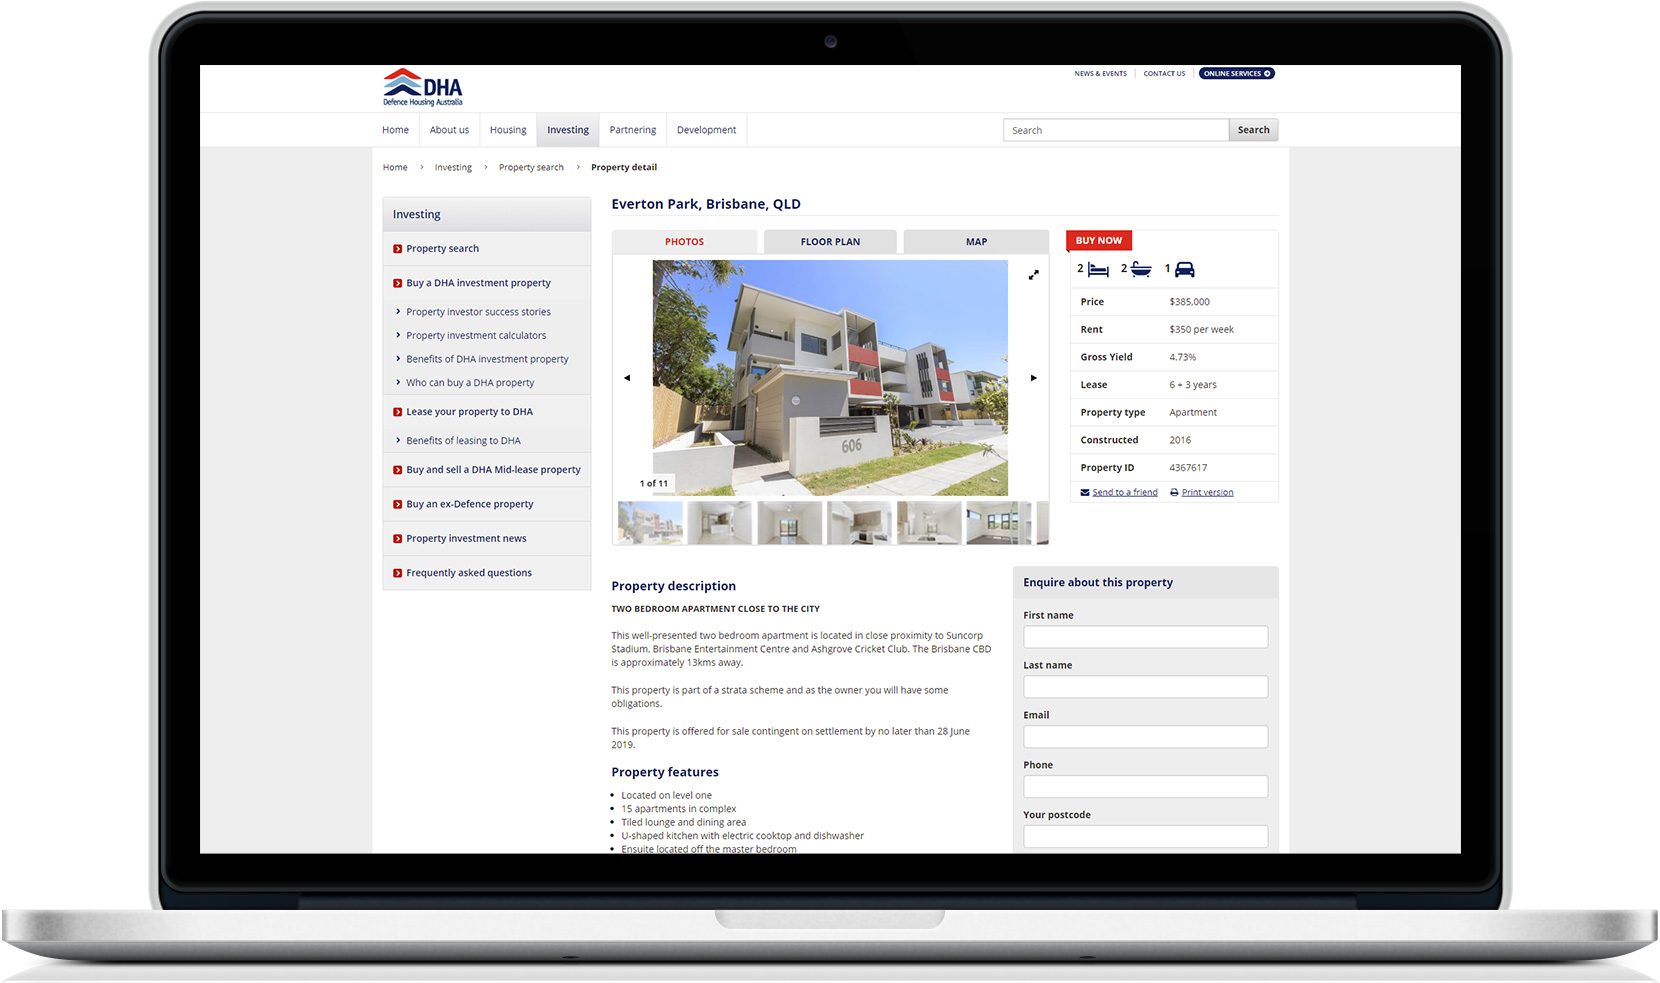 DHA
Defence Housing Australia
NEWS & EVENTS
CONTACT US
ONLINE SERVICES
Home
About us
Housing
Investing
Partnering
Development
Search
Search
Home > Investing > Property search > Property detail
Investing
Property search
Buy a DHA investment property
Property investor success stories
Property investment calculators
Benefits of DHA investment property
Who can buy a DHA property
Lease your property to DHA
Benefits of leasing to DHA
Buy and sell a DHA Mid-lease property
Buy an ex-Defence property
Property investment news
Frequently asked questions
Everton Park, Brisbane, QLD
PHOTOS
FLOOR PLAN
MAP
606
1 of 11
BUY NOW
2 2 1
Price $385,000
Rent $350 per week
Gross Yield 4.73%
Lease 6 + 3 years
Property type Apartment
Constructed 2016
Property ID 4367617
Send to a friend Print version
Property description
TWO BEDROOM APARTMENT CLOSE TO THE CITY
This well-presented two bedroom apartment is located in close proximity to Suncorp
Stadium, Brisbane Entertainment Centre and Ashgrove Cricket Club. The Brisbane CBD
is approximately 13kms away.
This property is part of a strata scheme and as the owner you will have some
obligations.
This property is offered for sale contingent on settlement by no later than 28 June
2019.
Property features
• Located on level one
• 15 apartments in complex
• Tiled lounge and dining area
• U-shaped kitchen with electric cooktop and dishwasher
• Ensuite located off the master bedroom
Enquire about this property
First name
Last name
Email
Phone
Your postcode